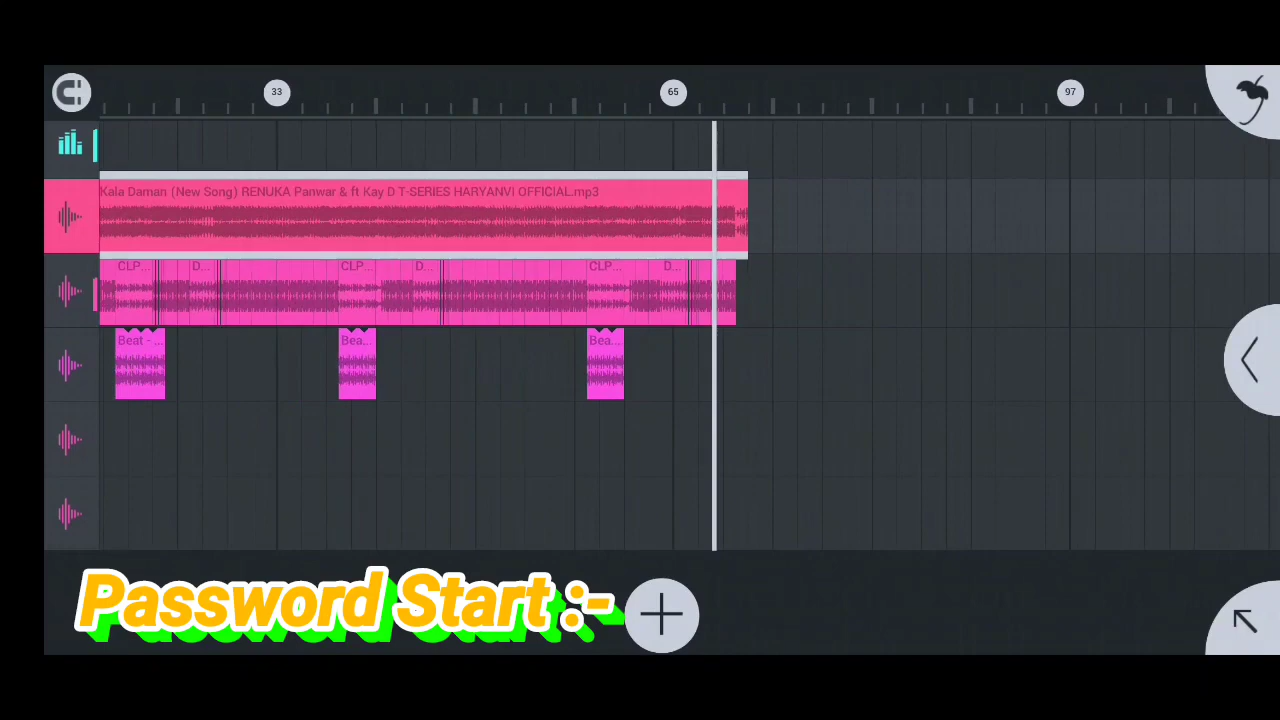 33
65
97
Kala Daman (New Song) RENUKA Panwar & ft Kay D T-SERIES HARYANVI OFFICIAL.mp3
CLP... D... CLP... D... CLP... D...
Beat - ... Bea... Bea...
Password Start :-